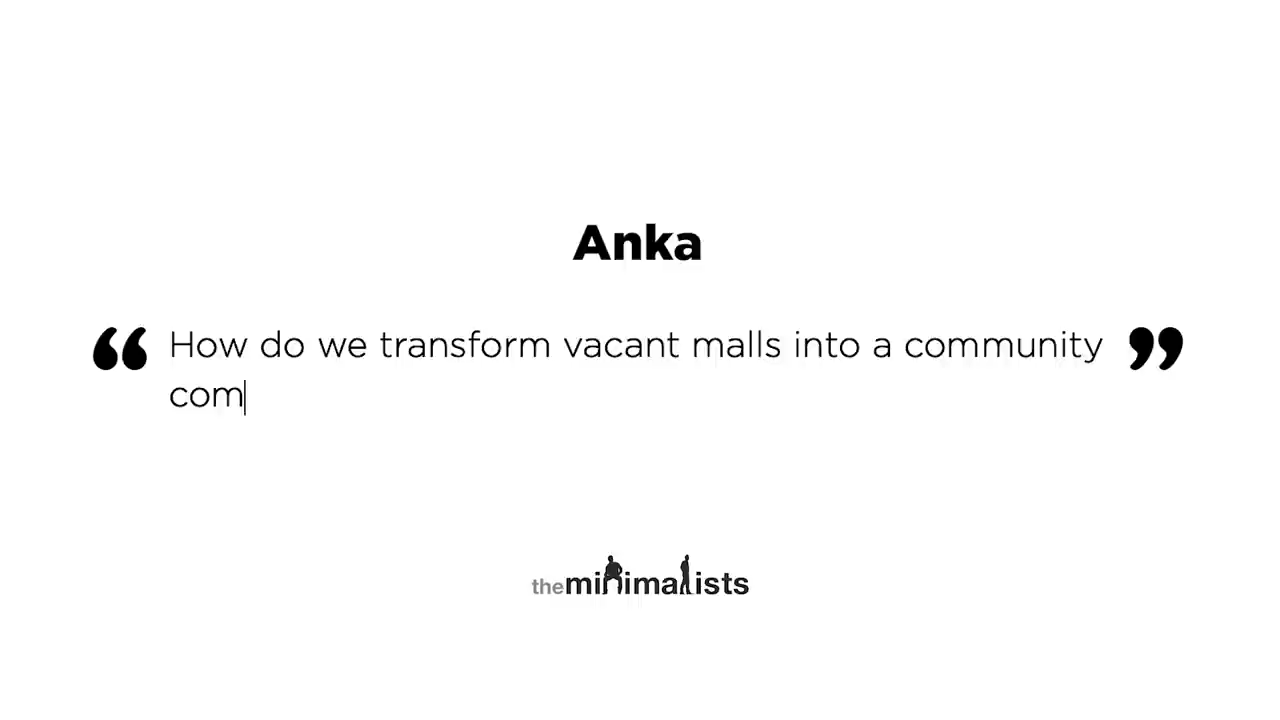 Anka
“How do we transform vacant malls into a community”
com
theminimalists